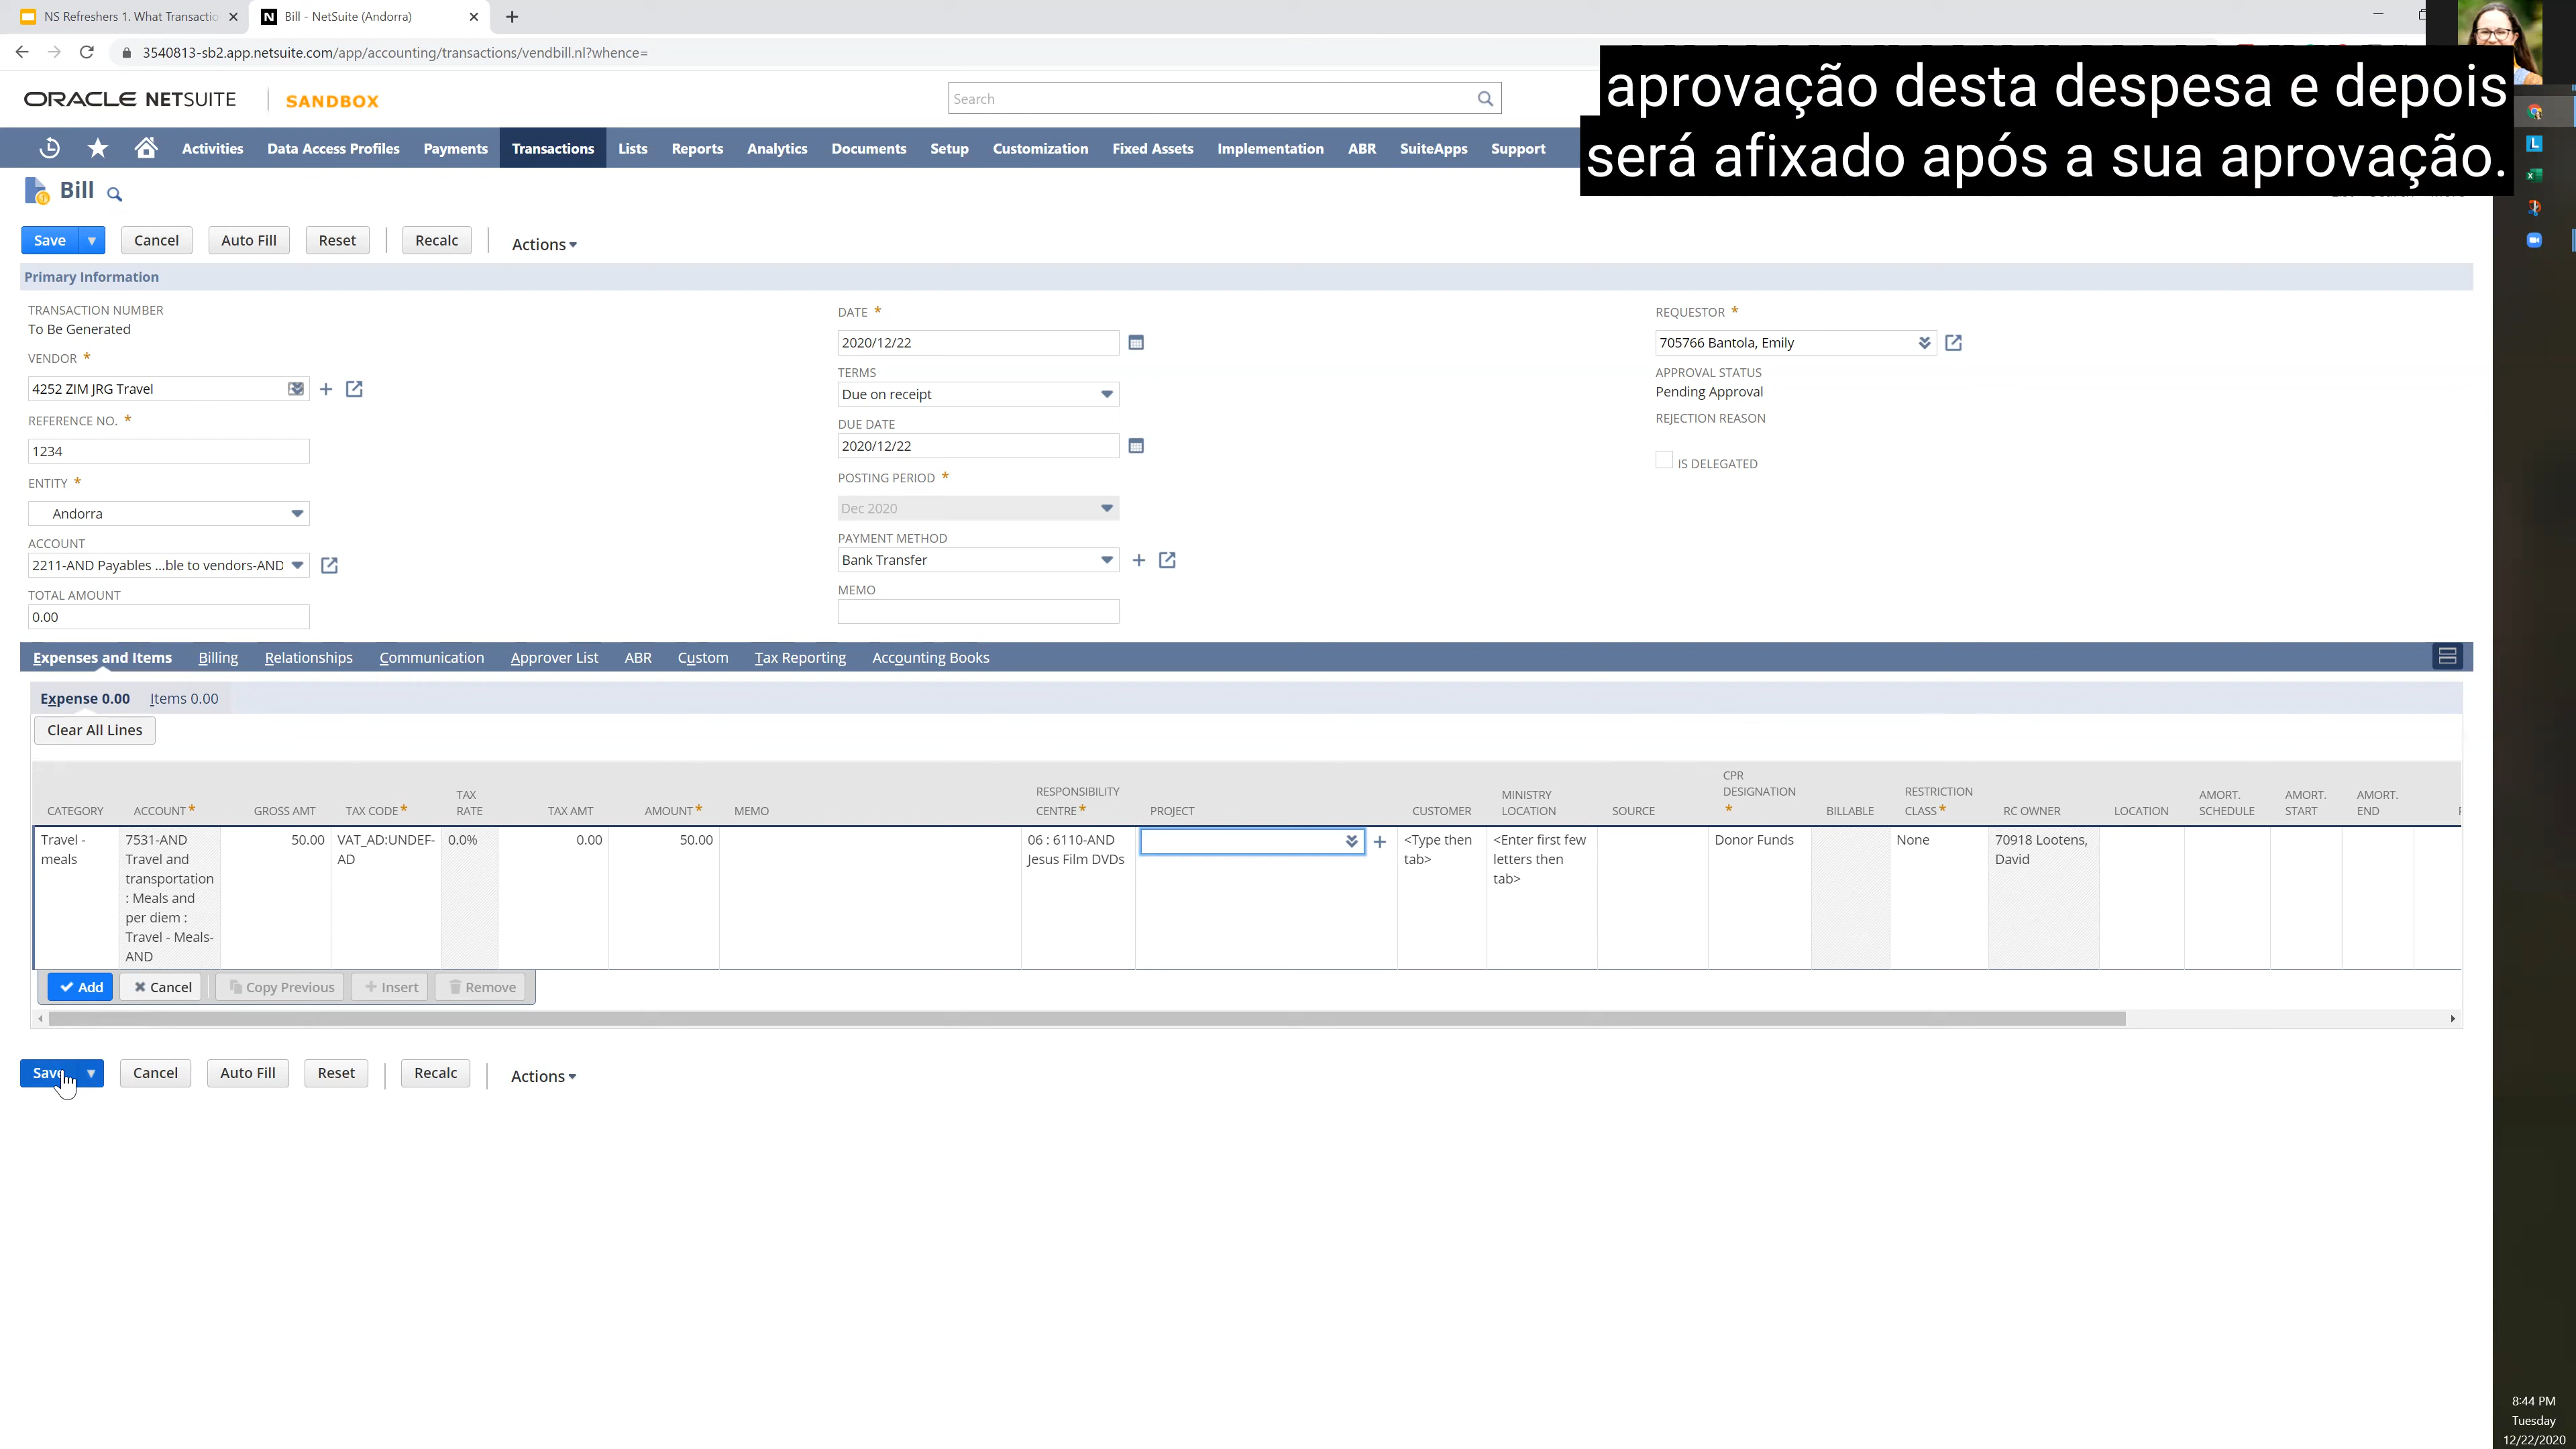 NS Refreshers 1. What Transactio
Bill - NetSuite (Andorra)
3540813-sb2.app.netsuite.com/app/accounting/transactions/vendbill.nl?whence=
aprovação desta despesa e depois
será afixado após a sua aprovação.
ORACLE NETSUITE SANDBOX
Search
Activities Data Access Profiles Payments Transactions Lists Reports Analytics Documents Setup Customization Fixed Assets Implementation ABR SuiteApps Support
Bill
Save Cancel Auto Fill Reset Recalc Actions
Primary Information
TRANSACTION NUMBER
To Be Generated
VENDOR *
4252 ZIM JRG Travel
REFERENCE NO. *
1234
ENTITY *
Andorra
ACCOUNT
2211-AND Payables ...ble to vendors-AND
TOTAL AMOUNT
0.00
DATE *
2020/12/22
TERMS
Due on receipt
DUE DATE
2020/12/22
POSTING PERIOD *
Dec 2020
PAYMENT METHOD
Bank Transfer
MEMO
REQUESTOR *
705766 Bantola, Emily
APPROVAL STATUS
Pending Approval
REJECTION REASON
IS DELEGATED
Expenses and Items Billing Relationships Communication Approver List ABR Custom Tax Reporting Accounting Books
Expense 0.00 Items 0.00
Clear All Lines
CATEGORY
ACCOUNT*
GROSS AMT
TAX CODE*
TAX
RATE
TAX AMT
AMOUNT*
MEMO
RESPONSIBILITY
CENTRE*
PROJECT
CUSTOMER
MINISTRY
LOCATION
SOURCE
CPR
DESIGNATION
*
BILLABLE
RESTRICTION
CLASS*
RC OWNER
LOCATION
AMORT.
SCHEDULE
AMORT.
START
AMORT.
END
Travel -
meals
7531-AND
Travel and
transportation
: Meals and
per diem :
Travel - Meals-
AND
50.00
VAT_AD:UNDEF-
AD
0.0%
0.00
50.00
06 : 6110-AND
Jesus Film DVDs
<Type then
tab>
<Enter first few
letters then
tab>
Donor Funds
None
70918 Lootens,
David
Add Cancel Copy Previous Insert Remove
Save Cancel Auto Fill Reset Recalc Actions
8:44 PM
Tuesday
12/22/2020